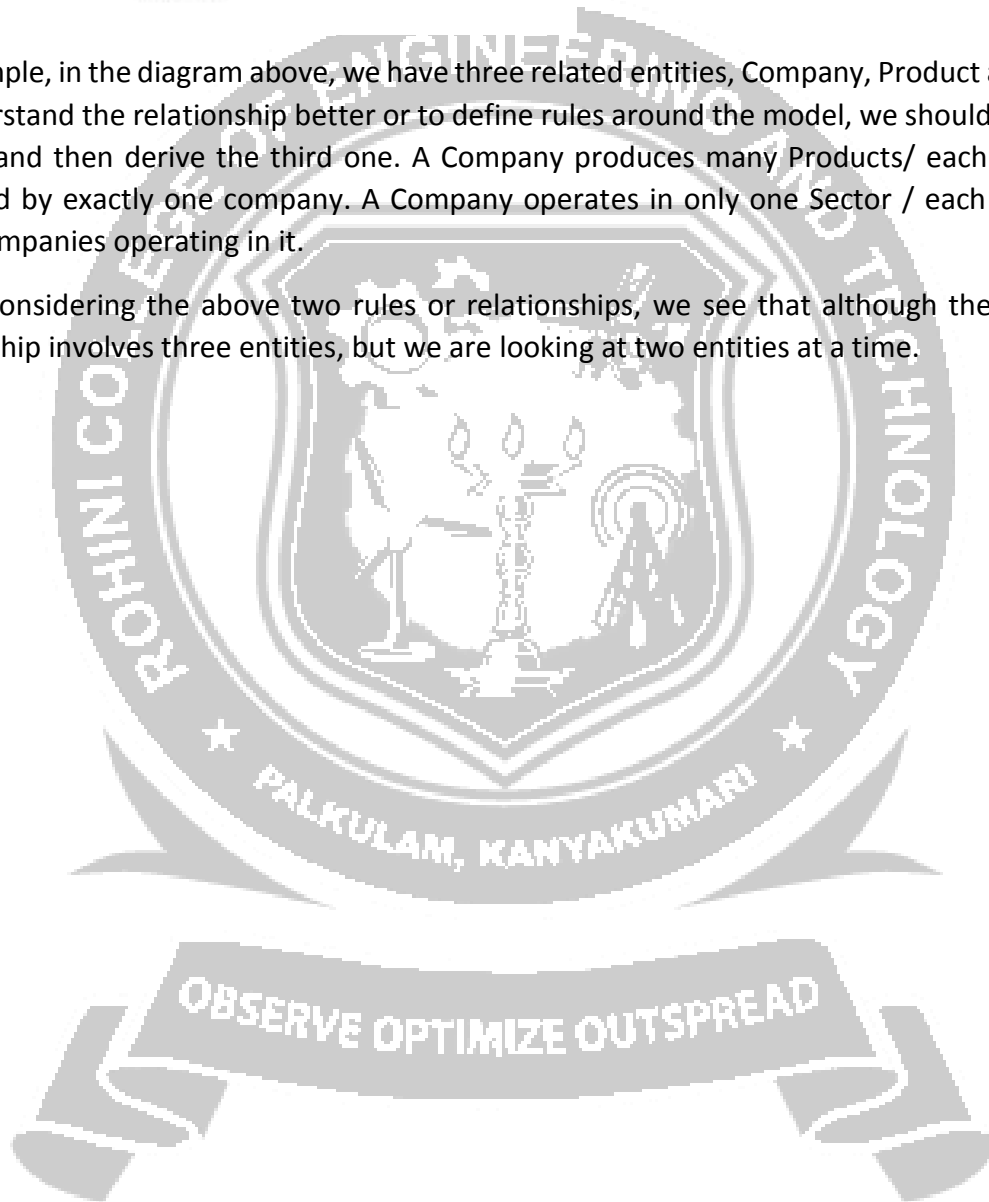 ple, in the diagram above, we have three related entities, Company, Product
rstand the relationship better or to define rules around the model, we should
and then derive the third one. A Company produces many Products/ each
d by exactly one company. A Company operates in only one Sector / each
mpanies operating in it.
onsidering the above two rules or relationships, we see that although the
hip involves three entities, but we are looking at two entities at a time.
ROHINI COLLEGE OF ENGINEERING AND TECHNOLOGY
PALKULAM, KANYAKUMARI
OBSERVE OPTIMIZE OUTSPREAD